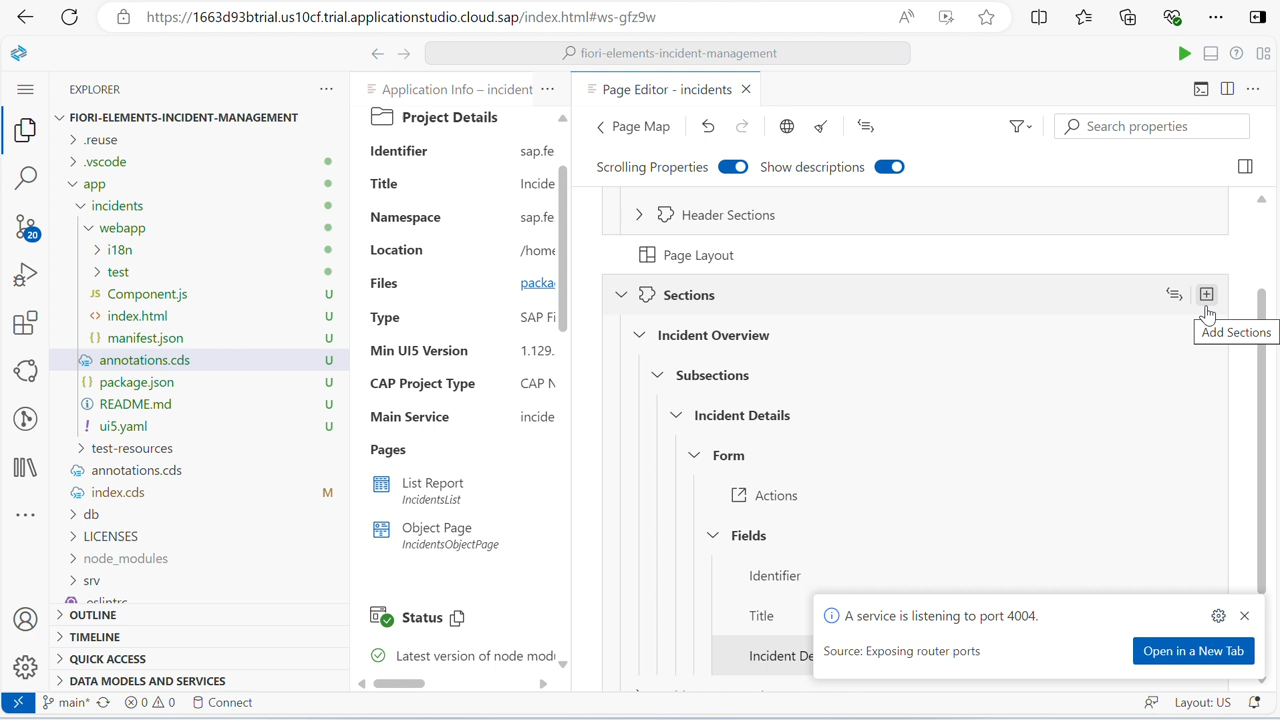 https://1663d93btrial.us10cf.trial.applicationstudio.cloud.sap/index.html#ws-gfz9w
fiori-elements-incident-management
EXPLORER
FIORI-ELEMENTS-INCIDENT-MANAGEMENT
.reuse
.vscode
app
incidents
webapp
i18n
test
JS Component.js U
<> index.html U
{} manifest.json U
annotations.cds U
{} package.json U
README.md U
! ui5.yaml U
test-resources
annotations.cds
index.cds M
db
LICENSES
node_modules
srv
OUTLINE
TIMELINE
QUICK ACCESS
DATA MODELS AND SERVICES
20
Application Info – incident
Project Details
Identifier sap.fe
Title Incide
Namespace sap.fe
Location /home
Files packa
Type SAP Fi
Min UI5 Version 1.129.
CAP Project Type CAP N
Main Service incide
Pages
List Report
IncidentsList
Object Page
IncidentsObjectPage
Status
Latest version of node mod
Page Editor - incidents
Page Map
Search properties
Scrolling Properties
Show descriptions
Header Sections
Page Layout
Sections
Add Sections
Incident Overview
Subsections
Incident Details
Form
Actions
Fields
Identifier
Title
Incident De
A service is listening to port 4004.
Source: Exposing router ports
Open in a New Tab
main*
0
0
Connect
Layout: US